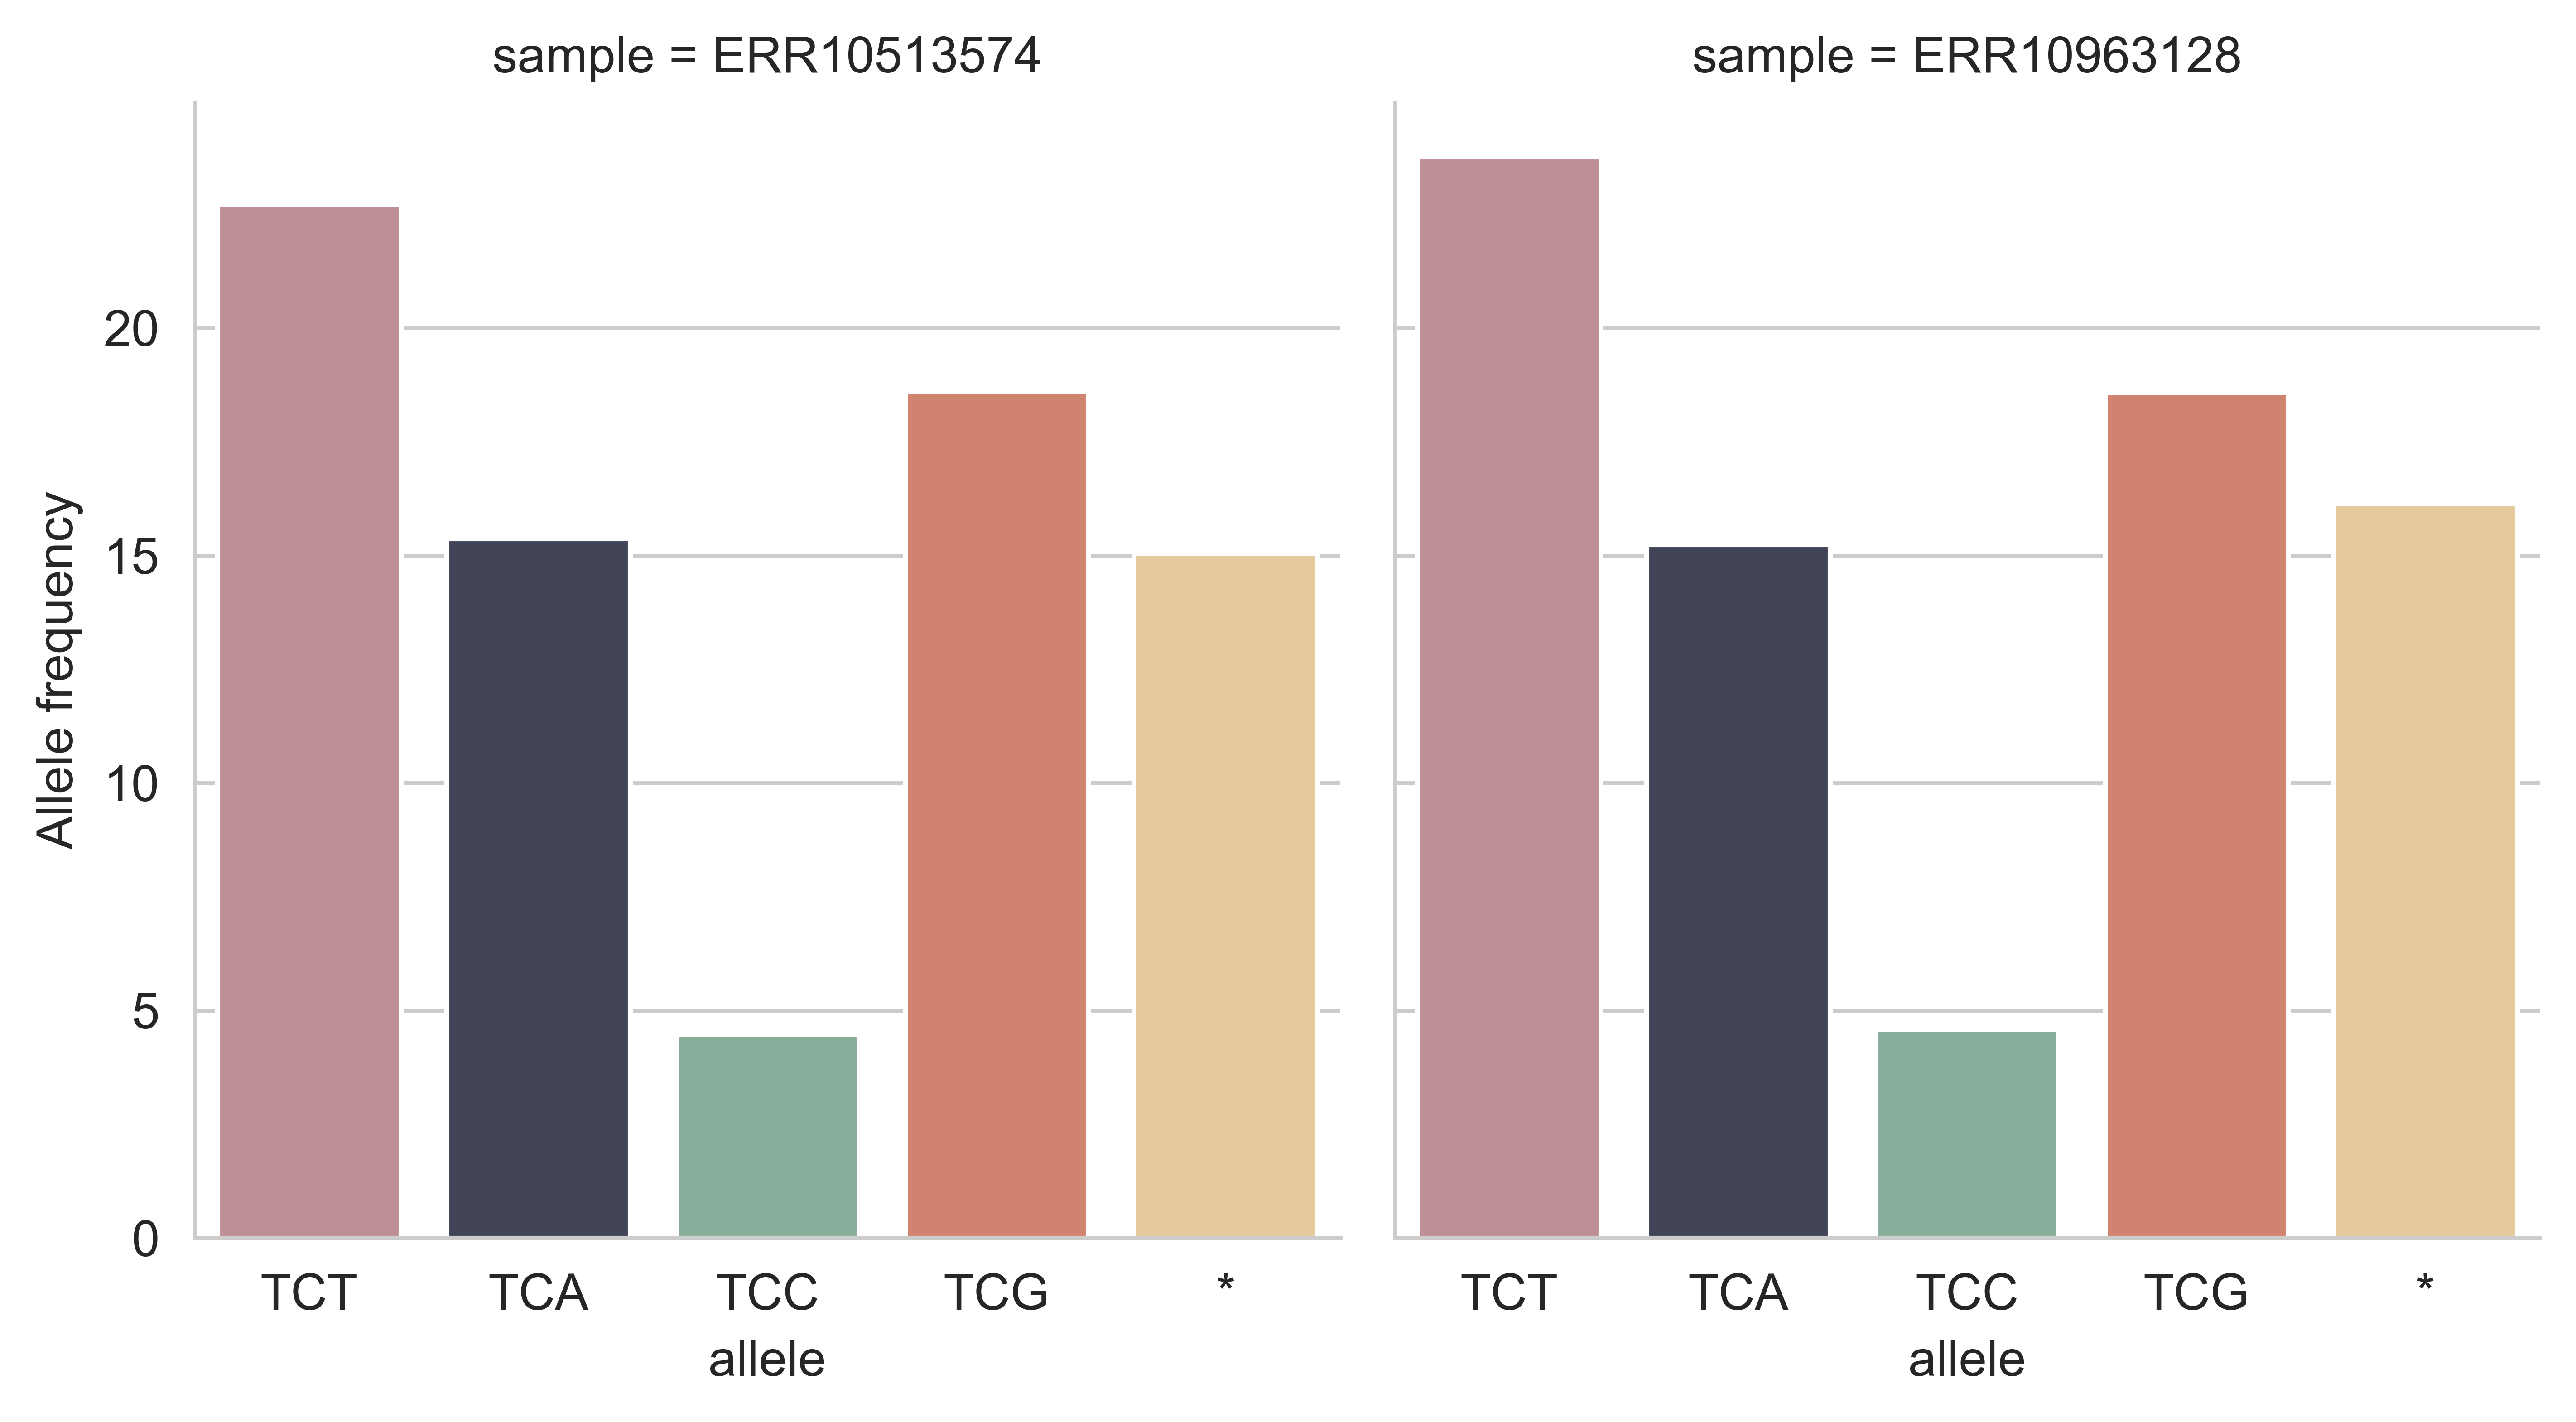 sample = ERR10513574
sample = ERR10963128
Allele frequency
20
15
10
5
0
TCT TCA TCC TCG *
TCT TCA TCC TCG *
allele
allele